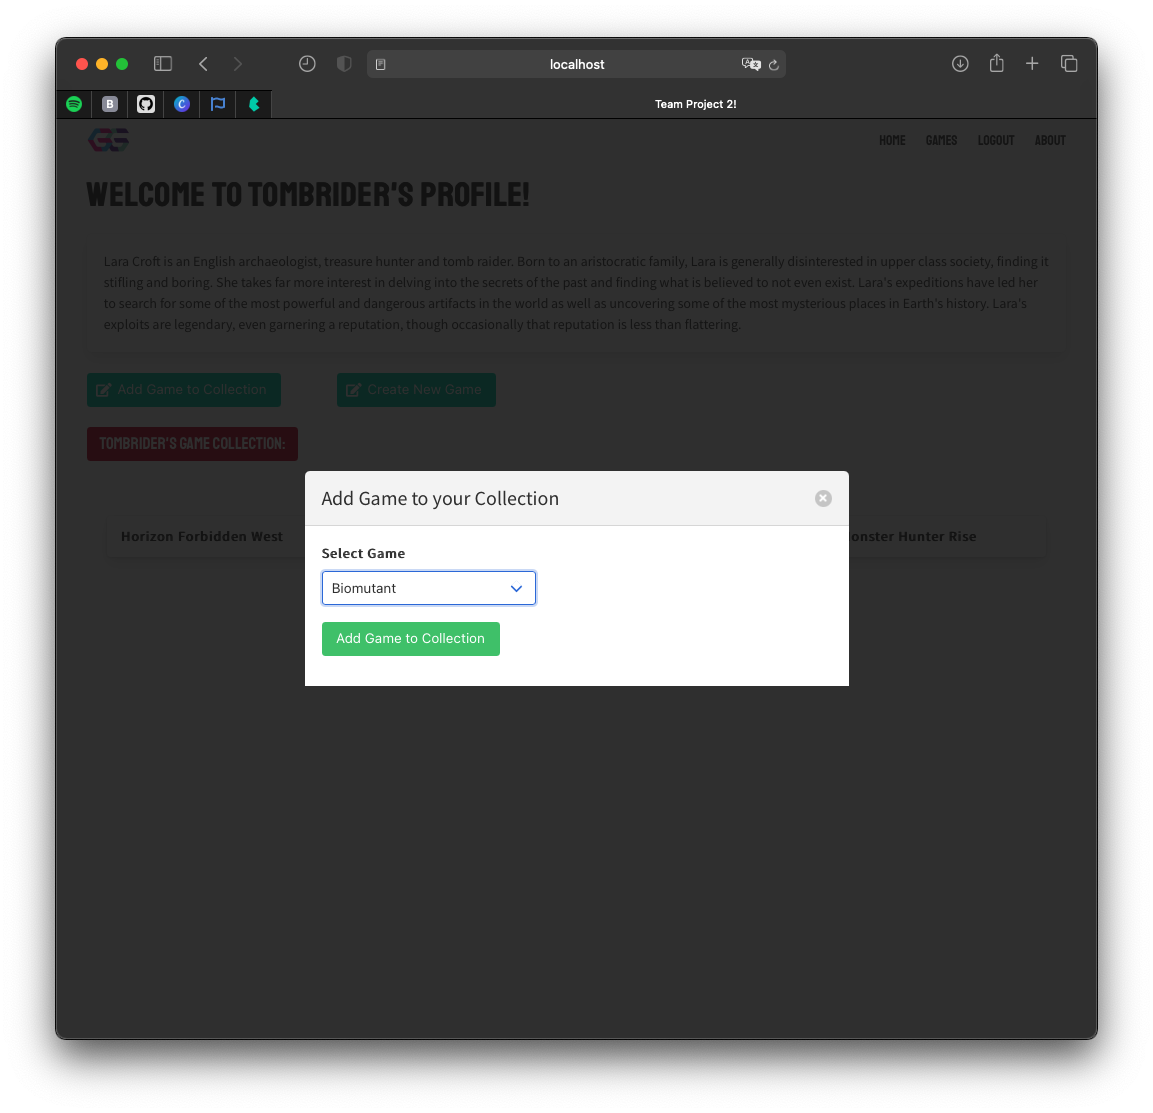 localhost
B
C
Team Project 2!
GG
HOME GAMES LOGOUT ABOUT
WELCOME TO TOMBRIDER'S PROFILE!
Lara Croft is an English archaeologist, treasure hunter and tomb raider. Born to an aristocratic family, Lara is generally disinterested in upper class society, finding it
stifling and boring. She takes far more interest in delving into the secrets of the past and finding what is believed to not even exist. Lara's expeditions have led her
to search for some of the most powerful and dangerous artifacts in the world as well as uncovering some of the most mysterious places in Earth's history. Lara's
exploits are legendary, even garnering a reputation, though occasionally that reputation is less than flattering.
Add Game to Collection Create New Game
TOMBRIDER'S GAME COLLECTION:
Add Game to your Collection
Horizon Forbidden West onster Hunter Rise
Select Game
Biomutant
Add Game to Collection